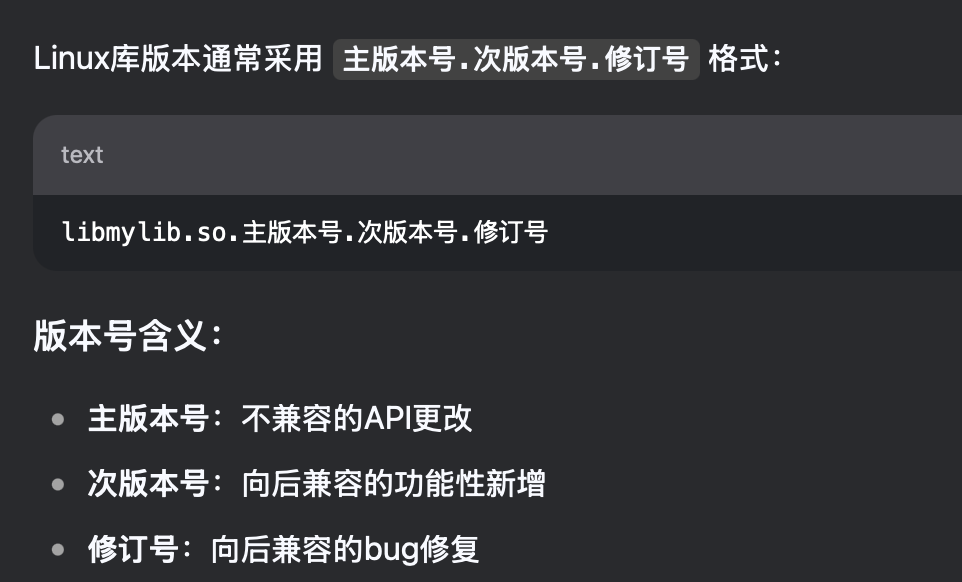 Linux库版本通常采用 主版本号.次版本号.修订号 格式：
text
libmylib.so.主版本号.次版本号.修订号
版本号含义：
主版本号：不兼容的API更改
次版本号：向后兼容的功能性新增
修订号：向后兼容的bug修复